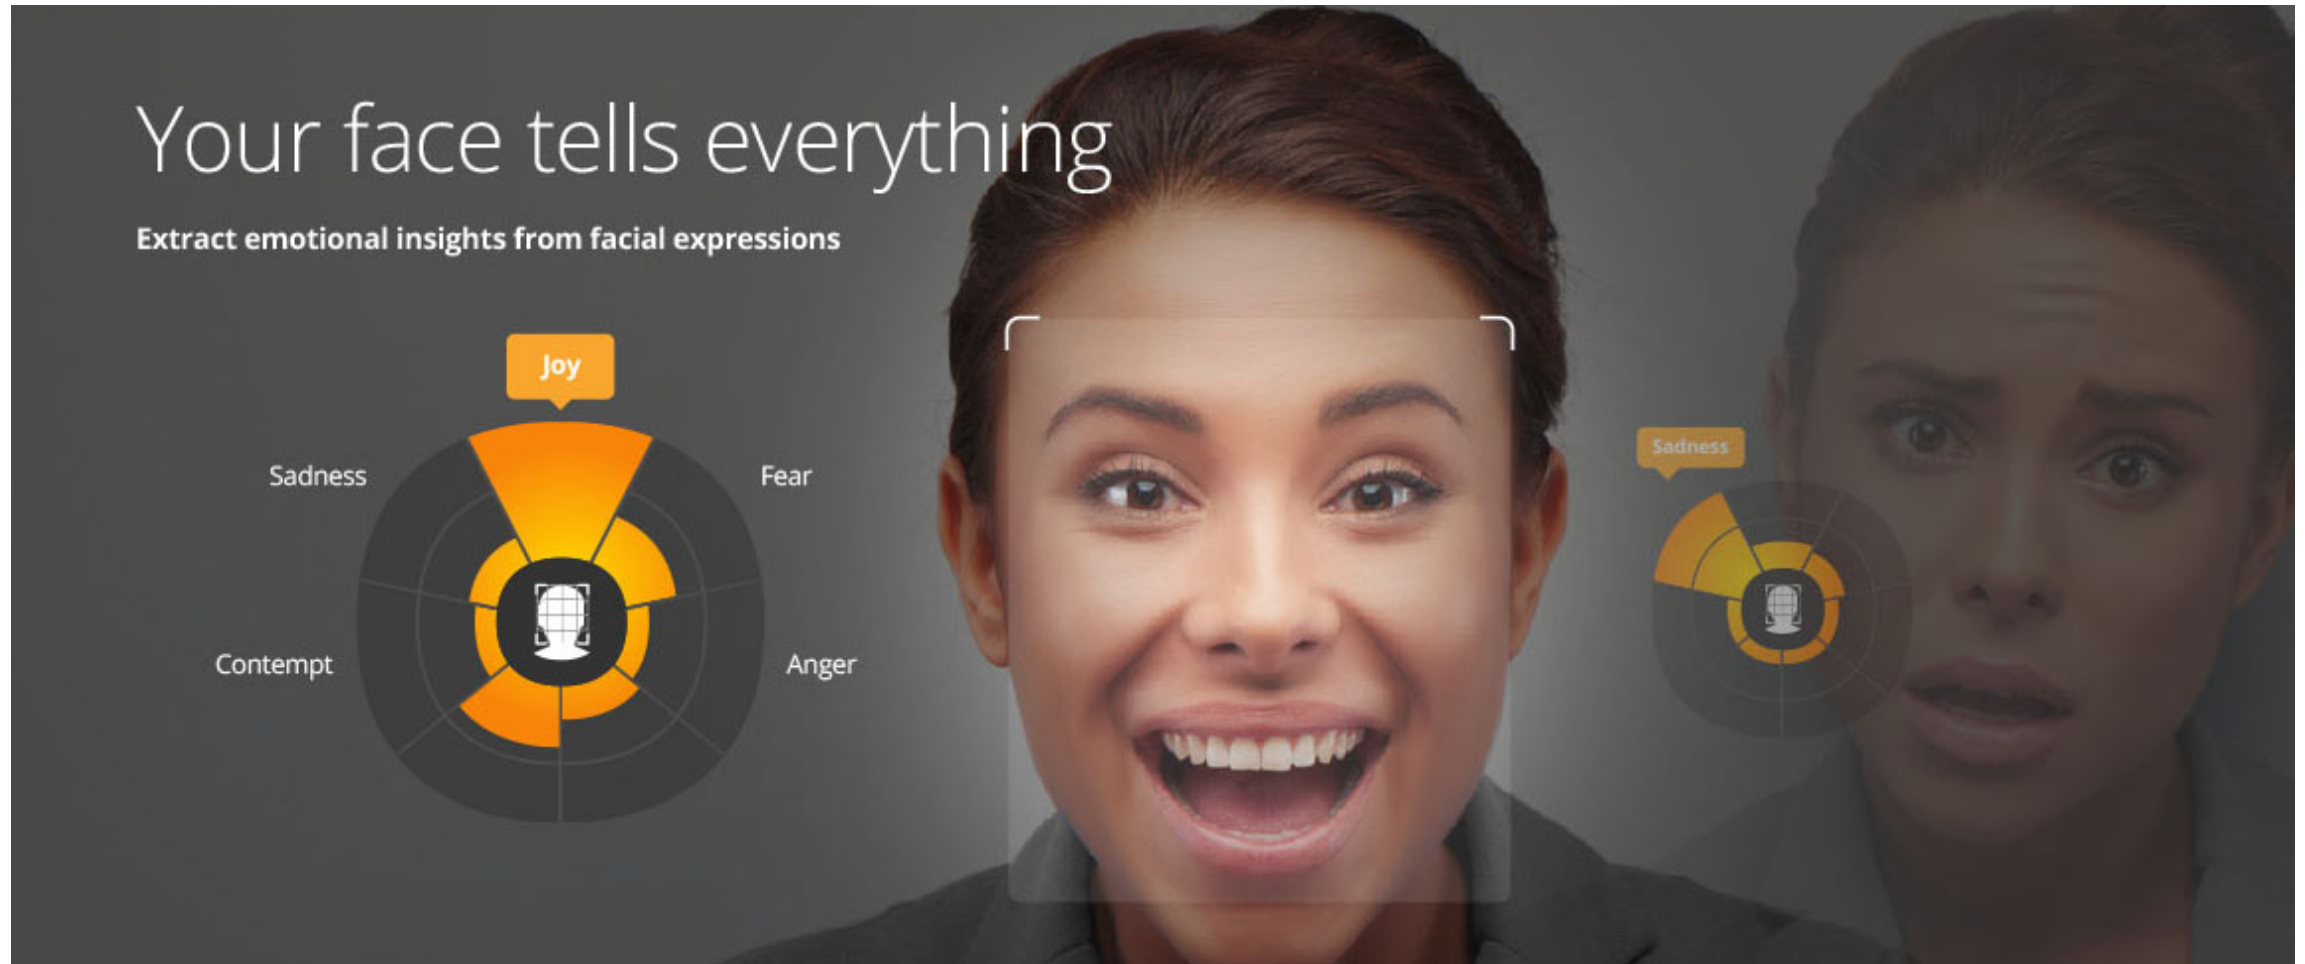 Your face tells everything
Extract emotional insights from facial expressions
Joy
Sadness
Fear
Contempt
Anger
Sadness